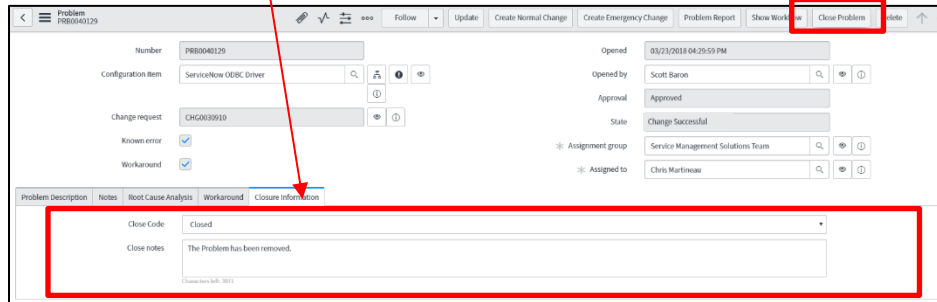 Problem
PRB0040129
Follow
Update
Create Normal Change
Create Emergency Change
Problem Report
Show Workflow
Close Problem
Delete
Number
PRB0040129
Opened
03/23/2018 04:29:59 PM
Configuration item
ServiceNow ODBC Driver
Opened by
Scott Baron
Approval
Approved
Change request
CHG0030910
State
Change Successful
Known error
Assignment group
Service Management Solutions Team
Workaround
Assigned to
Chris Martineau
Problem Description
Notes
Root Cause Analysis
Workaround
Closure Information
Close Code
Closed
Close notes
The Problem has been removed.
Characters left: 3971